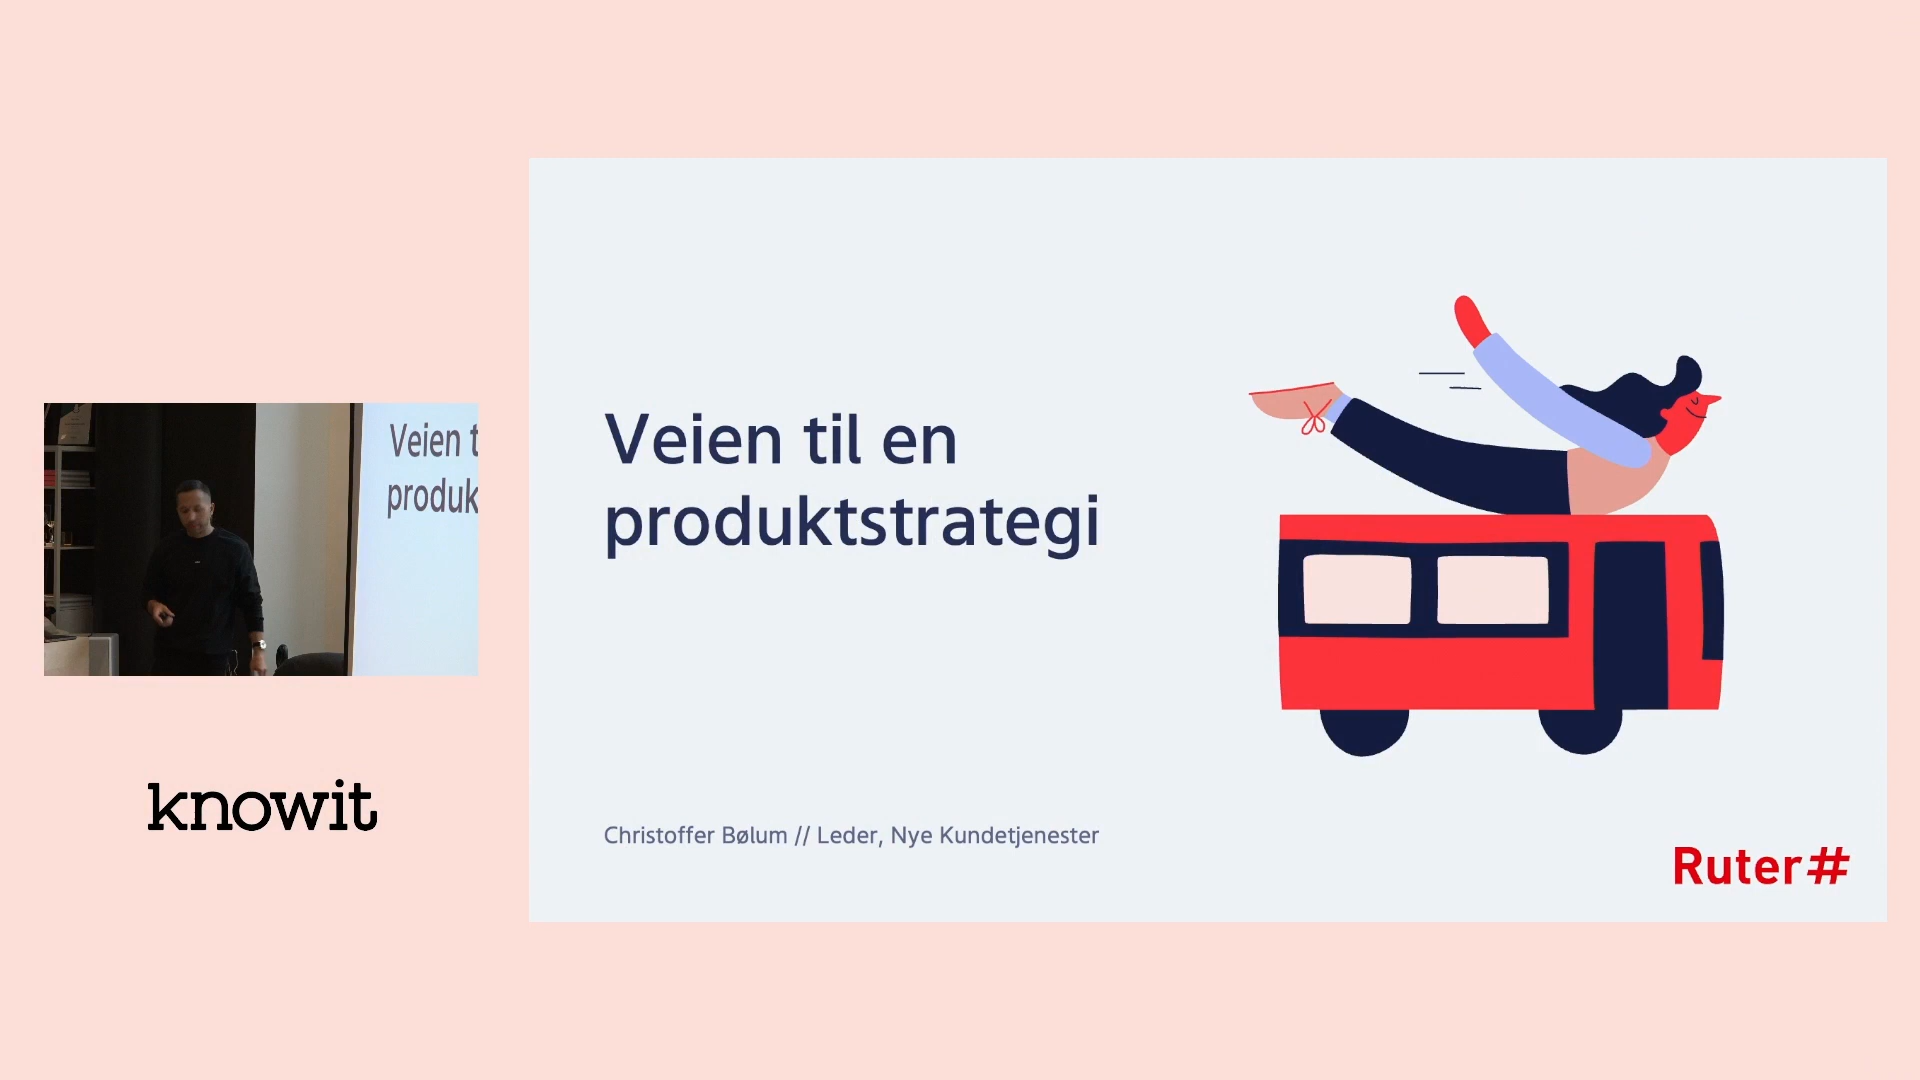 Veien t
produk
knowit
Veien til en
produktstrategi
Christoffer Bølum // Leder, Nye Kundetjenester
Ruter#